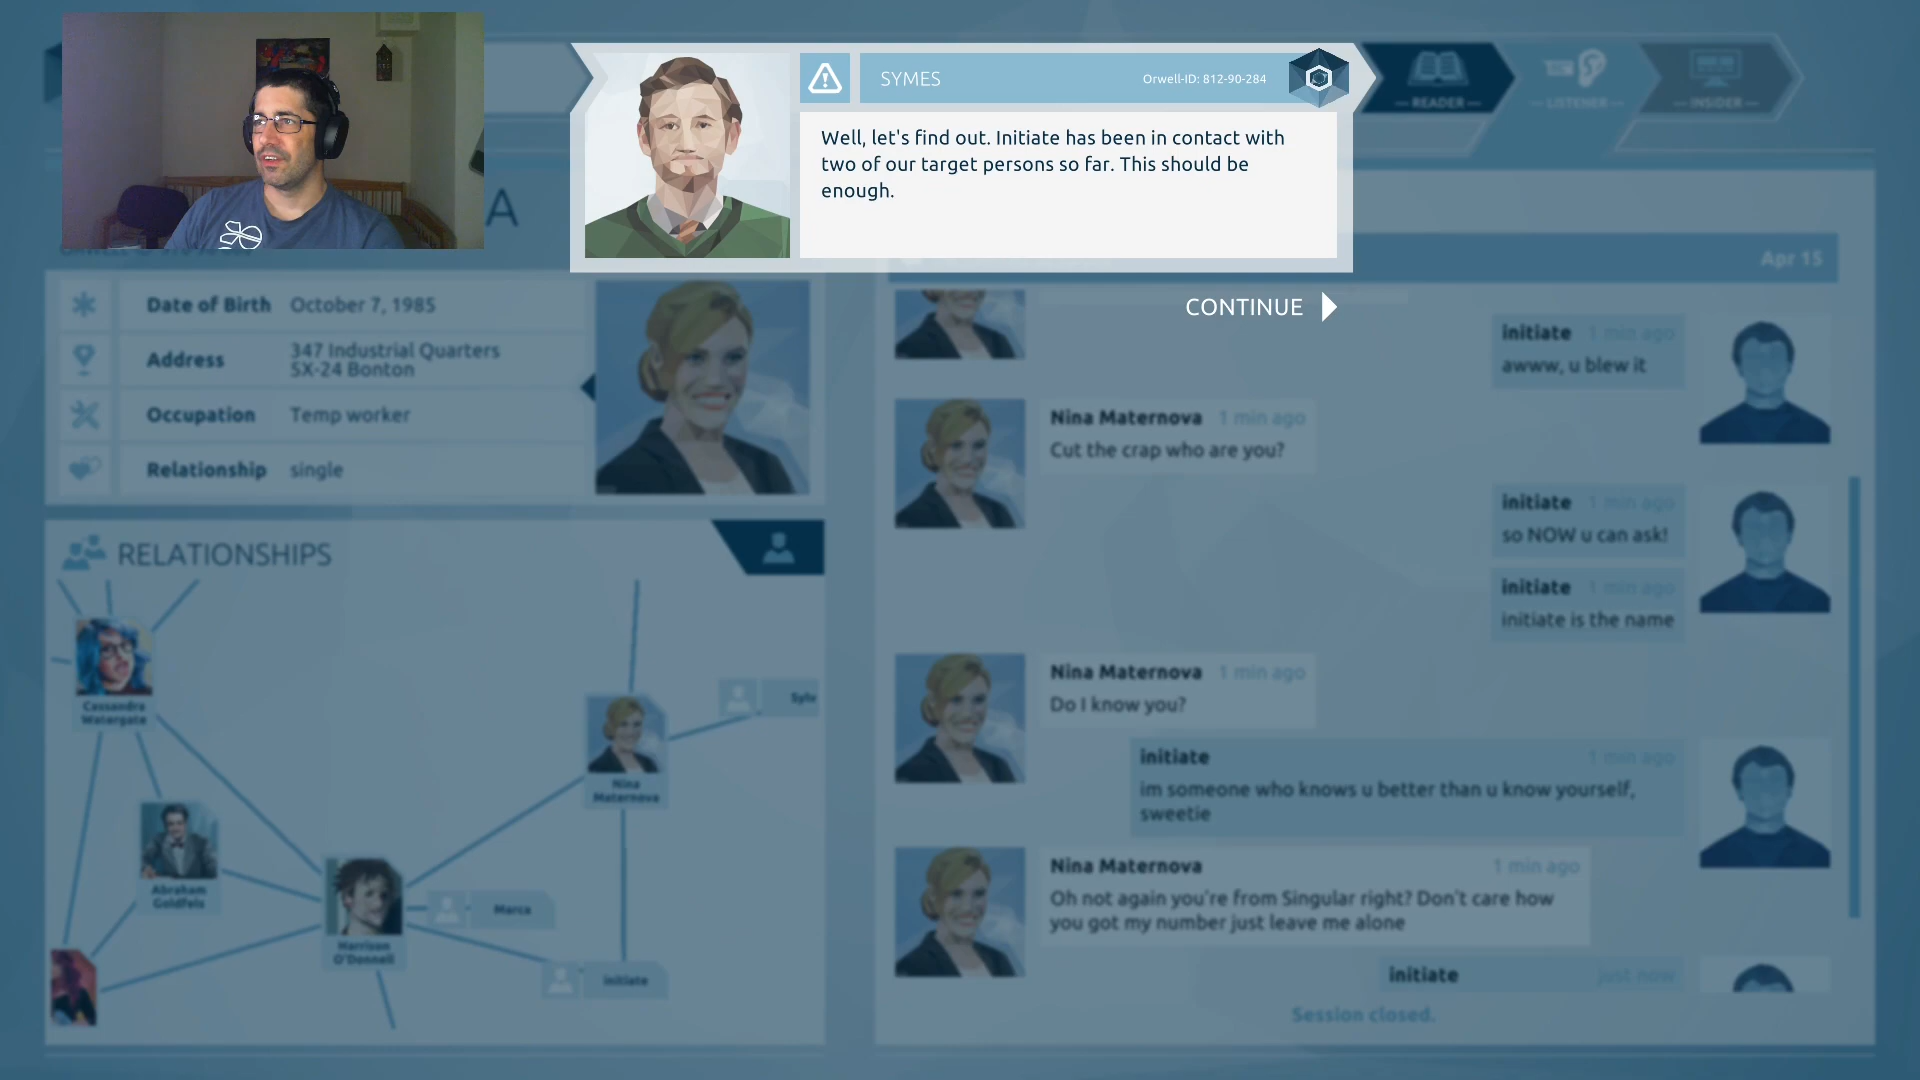 SYMES
Orwell-ID: 812-90-284
Well, let's find out. Initiate has been in contact with
two of our target persons so far. This should be
enough.
CONTINUE
READER
LISTENER
INSIDER
A
Date of Birth October 7, 1985
Address 347 Industrial Quarters
SX-24 Bonton
Occupation Temp worker
Relationship single
RELATIONSHIPS
Cassandra
Watergate
Abraham
Goldfels
Harrison
O'Donnell
Nina
Maternova
Marca
initiate
Apr 15
initiate 1 min ago
awww, u blew it
Nina Maternova 1 min ago
Cut the crap who are you?
initiate 1 min ago
so NOW u can ask!
initiate 1 min ago
initiate is the name
Nina Maternova 1 min ago
Do I know you?
initiate 1 min ago
im someone who knows u better than u know yourself,
sweetie
Nina Maternova 1 min ago
Oh not again you're from Singular right? Don't care how
you got my number just leave me alone
initiate just now
Session closed.